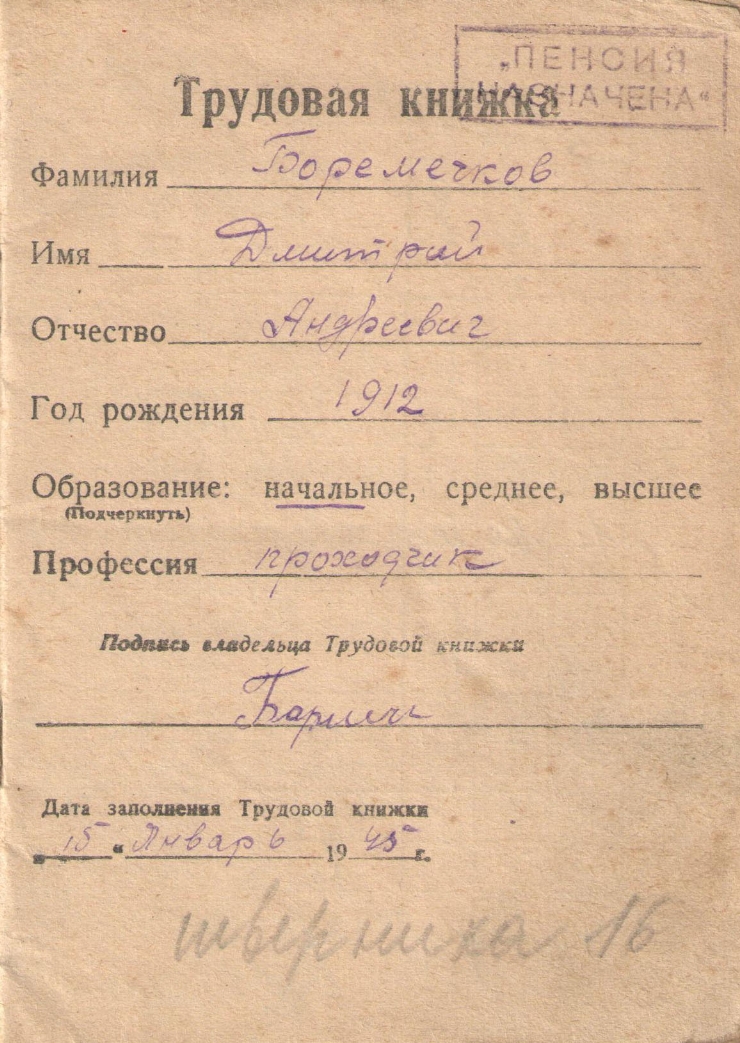 „ПЕНСИЯ
НАЗНАЧЕНА“
Трудовая книжка
Фамилия Боремечков
Имя Дмитрий
Отчество Андреевич
Год рождения 1912
Образование: начальное, среднее, высшее
(Подчеркнуть)
Профессия проходчик
Подпись владельца Трудовой книжки
Дата заполнения Трудовой книжки
„15“ Январь 1945 г.
шверника 16